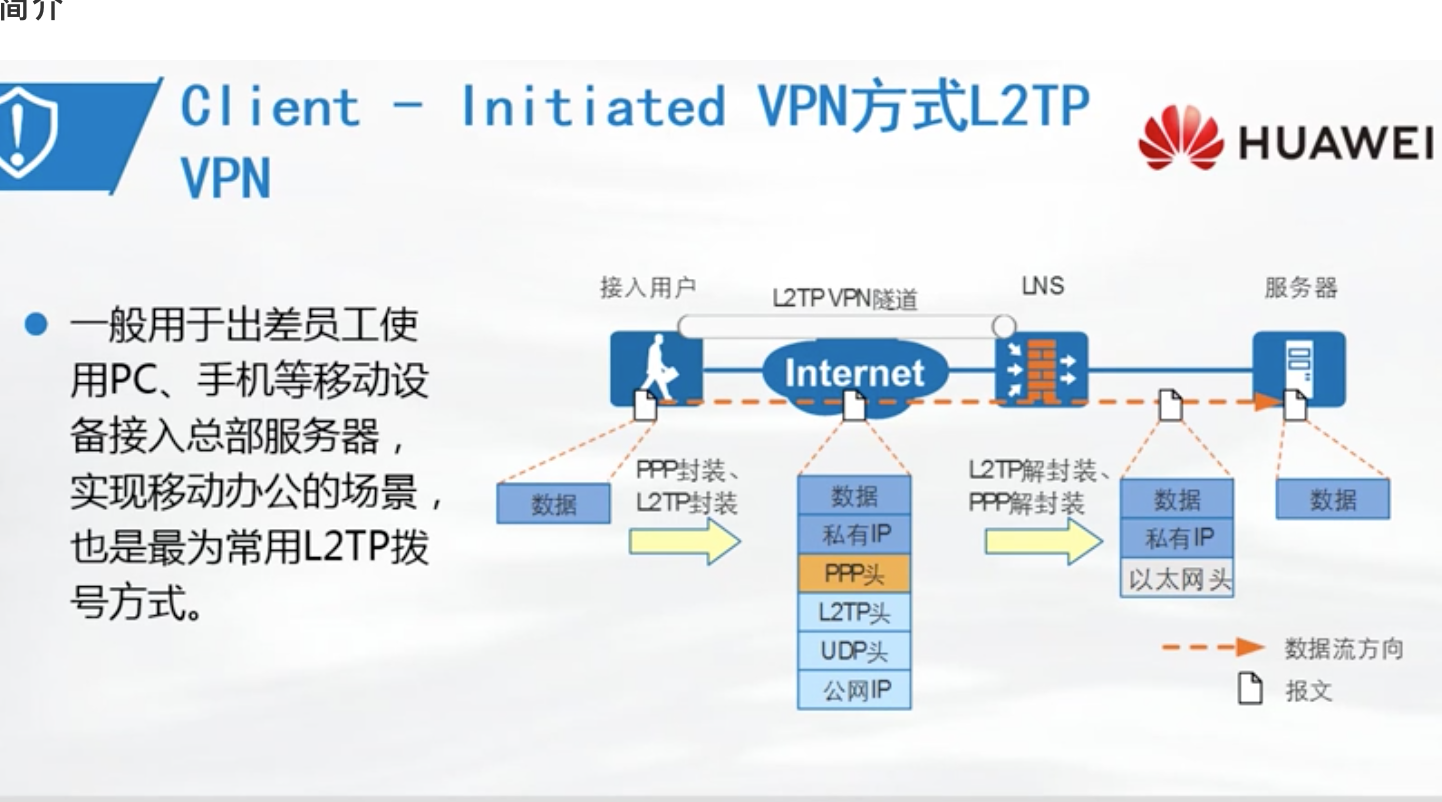 简介
Client - Initiated VPN方式L2TP
VPN
HUAWEI
一般用于出差员工使
用PC、手机等移动设
备接入总部服务器，
实现移动办公的场景，
也是最为常用L2TP拨
号方式。
接入用户
L2TP VPN隧道
LNS
服务器
Internet
数据
PPP封装、
L2TP封装
数据
私有IP
PPP头
L2TP头
UDP头
公网IP
L2TP解封装、
PPP解封装
数据
私有IP
以太网头
数据
数据流方向
报文